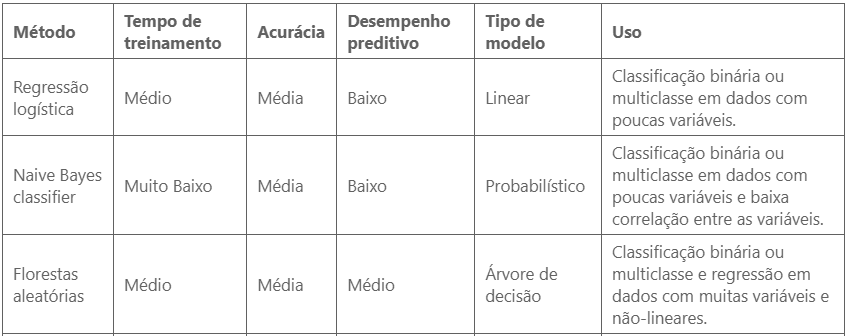 Método
Tempo de
treinamento
Acurácia
Desempenho
preditivo
Tipo de
modelo
Uso
Regressão
logística
Médio
Média
Baixo
Linear
Classificação binária ou
multiclasse em dados com
poucas variáveis.
Naive Bayes
classifier
Muito Baixo
Média
Baixo
Probabilístico
Classificação binária ou
multiclasse em dados com
poucas variáveis e baixa
correlação entre as variáveis.
Florestas
aleatórias
Médio
Média
Médio
Árvore de
decisão
Classificação binária ou
multiclasse e regressão em
dados com muitas variáveis e
não-lineares.